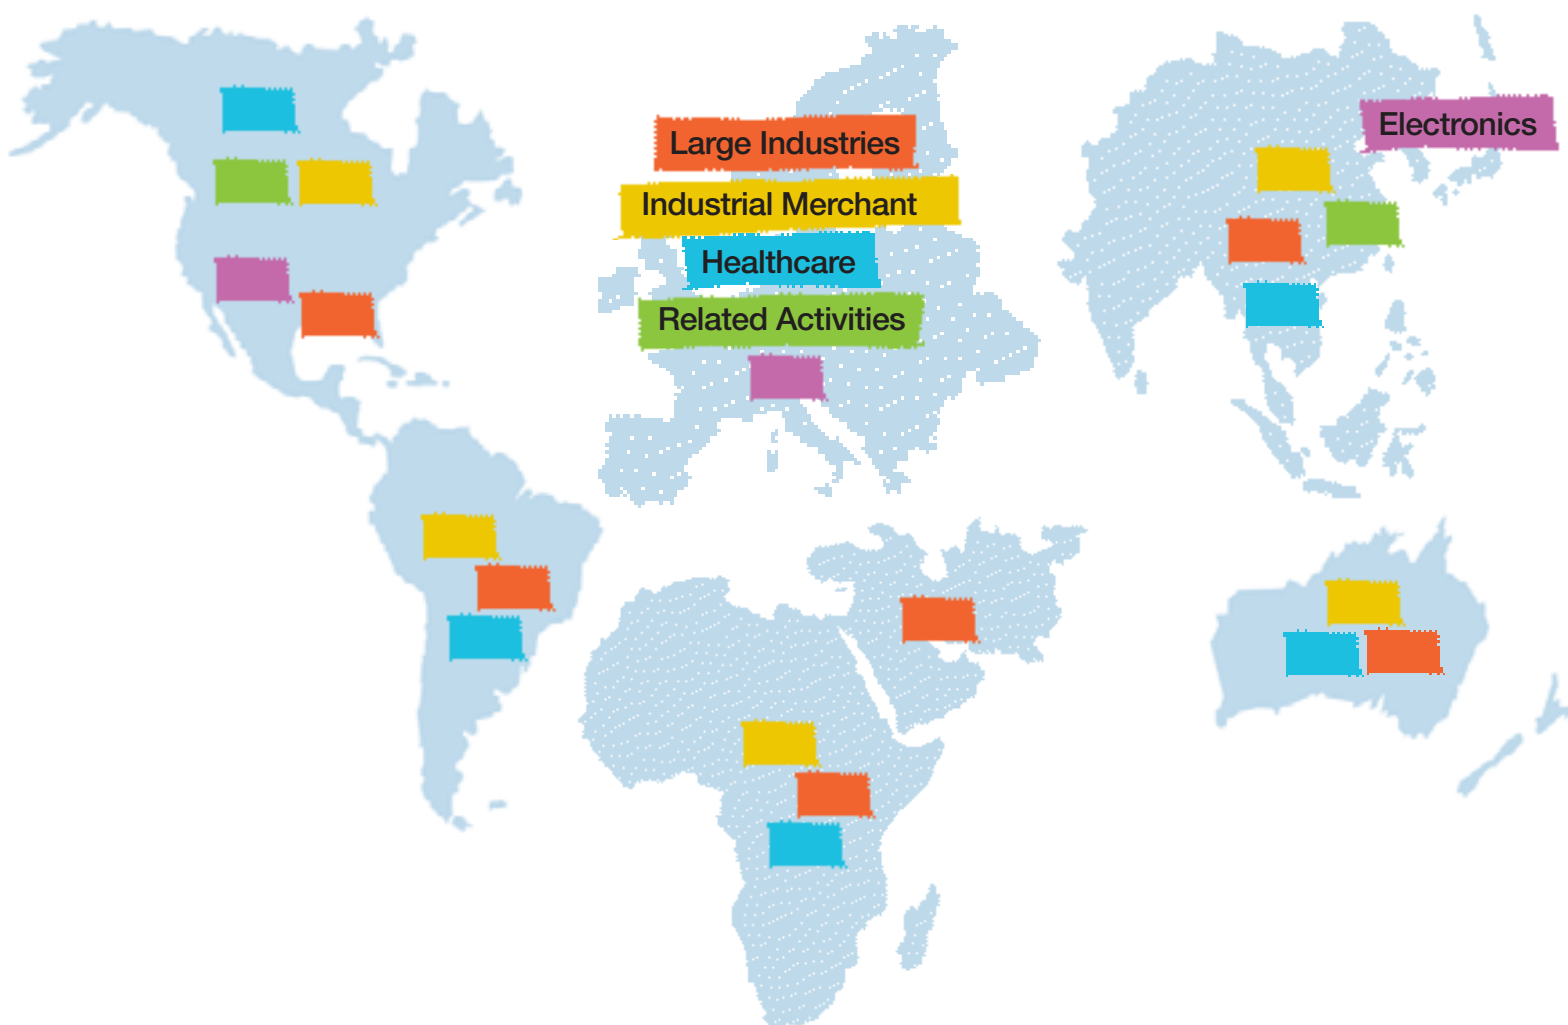 Large Industries
Industrial Merchant
Healthcare
Related Activities
Electronics